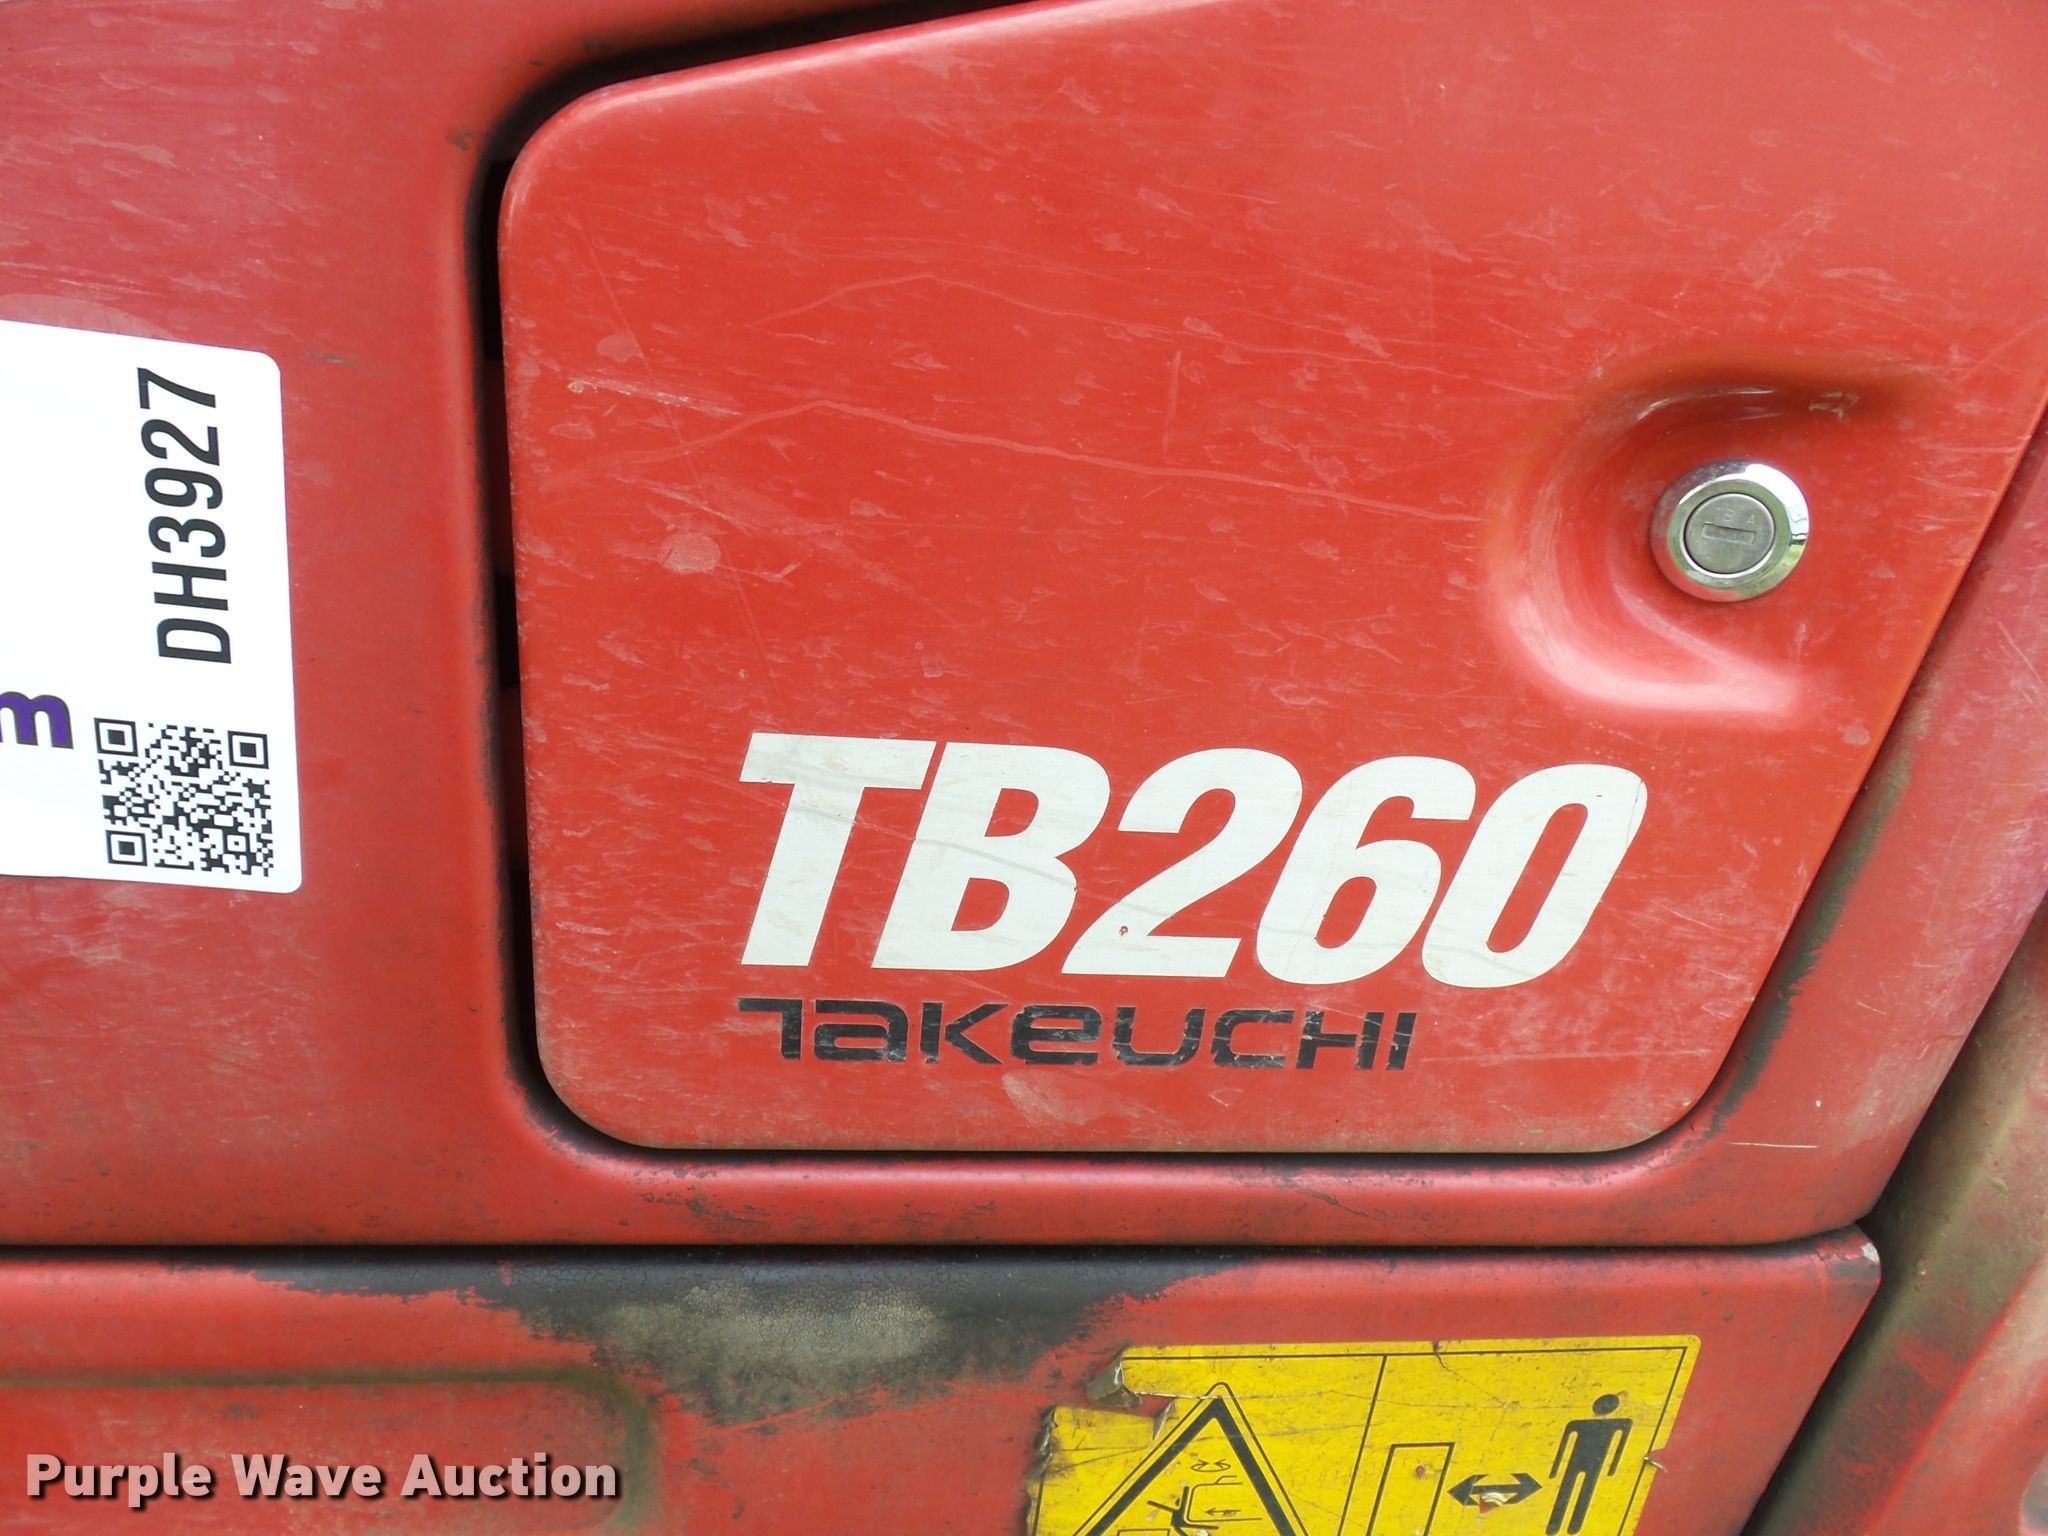 DH3927
m
TB260
TAKEUCHI
Purple Wave Auction